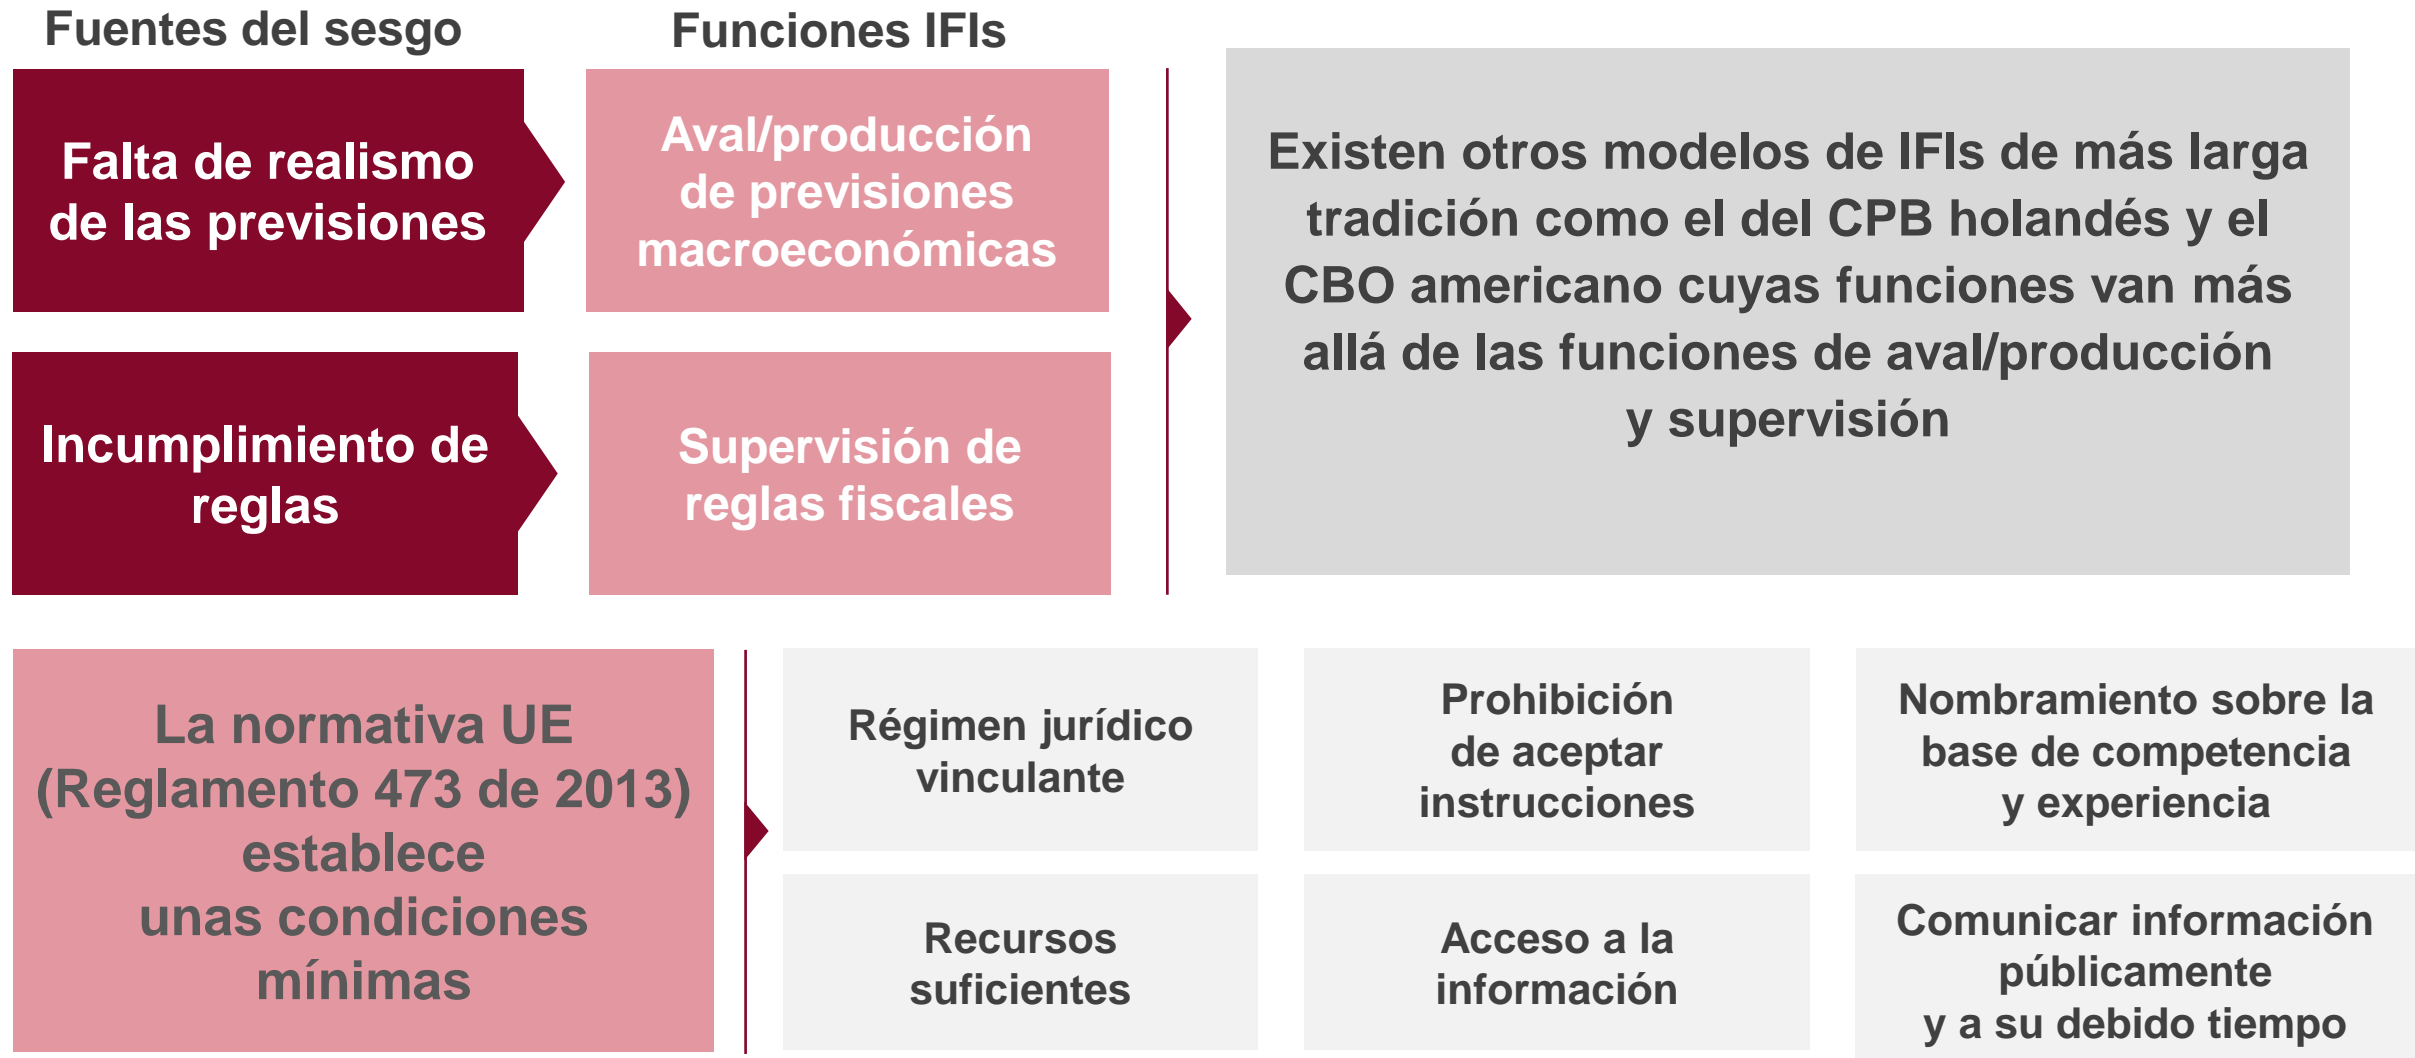 Fuentes del sesgo
Funciones IFIs
Falta de realismo
de las previsiones
Aval/producción
de previsiones
macroeconómicas
Existen otros modelos de IFIs de más larga
tradición como el del CPB holandés y el
CBO americano cuyas funciones van más
allá de las funciones de aval/producción
y supervisión
Incumplimiento de
reglas
Supervisión de
reglas fiscales
La normativa UE
(Reglamento 473 de 2013)
establece
unas condiciones
mínimas
Régimen jurídico
vinculante
Prohibición
de aceptar
instrucciones
Nombramiento sobre la
base de competencia
y experiencia
Recursos
suficientes
Acceso a la
información
Comunicar información
públicamente
y a su debido tiempo